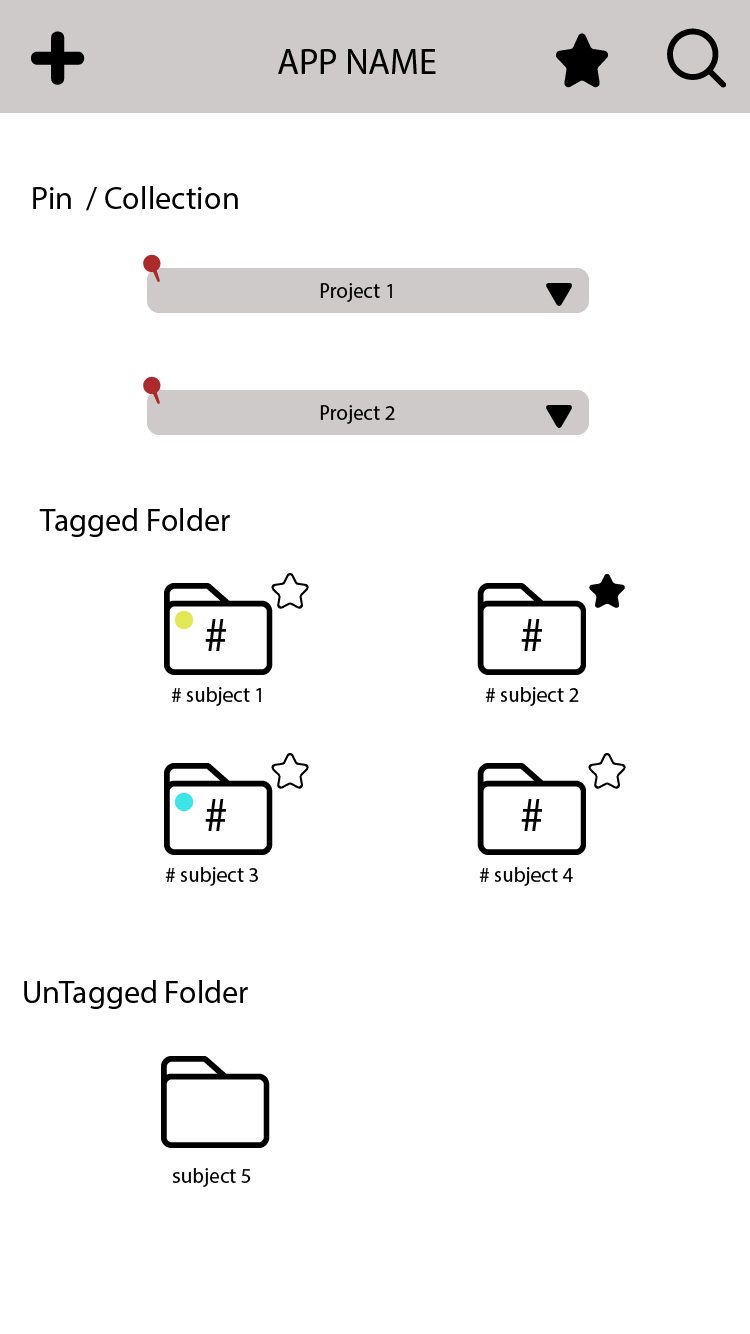 APP NAME
Pin / Collection
Project 1
Project 2
Tagged Folder
#
#
# subject 1
# subject 2
#
#
# subject 3
# subject 4
UnTagged Folder
subject 5